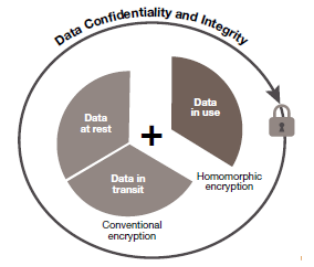 Data Confidentiality and Integrity
Data
at rest
+
Data
in use
Data in
transit
Homomorphic
encryption
Conventional
encryption